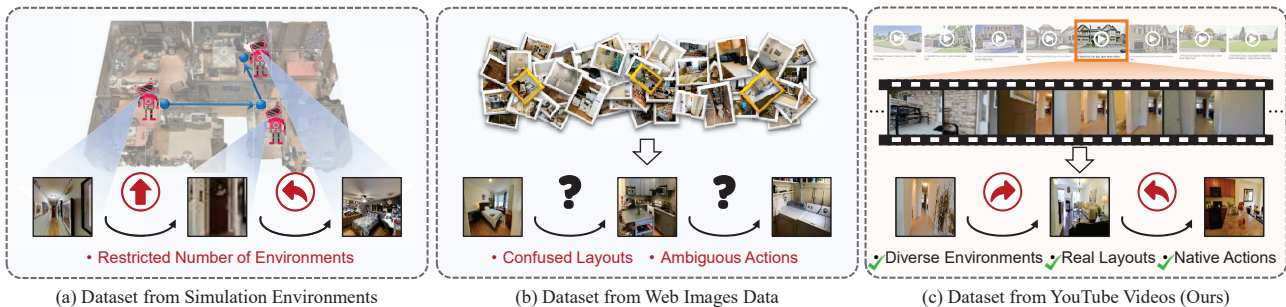 • Restricted Number of Environments
(a) Dataset from Simulation Environments
? ?
• Confused Layouts • Ambiguous Actions
(b) Dataset from Web Images Data
• Diverse Environments • Real Layouts • Native Actions
(c) Dataset from YouTube Videos (Ours)